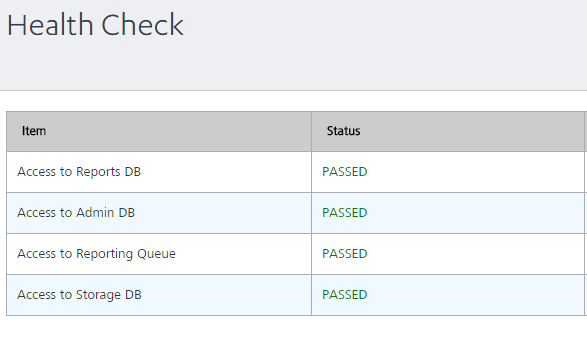 Health Check
Item Status
Access to Reports DB PASSED
Access to Admin DB PASSED
Access to Reporting Queue PASSED
Access to Storage DB PASSED